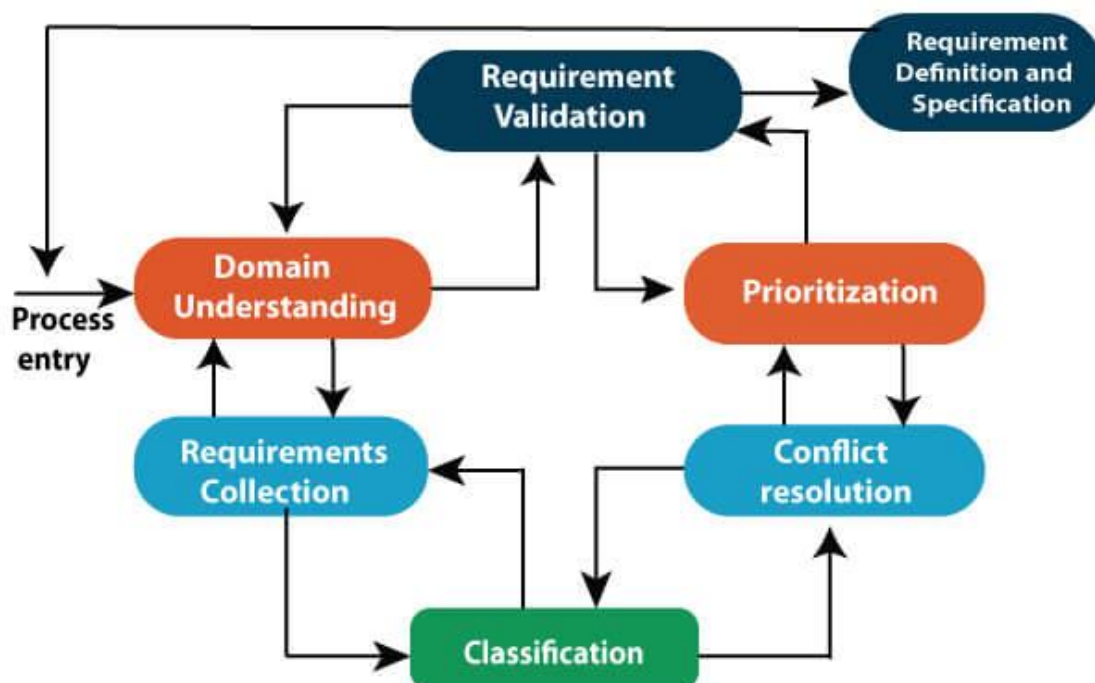 Requirement
Definition and
Specification
Requirement
Validation
Domain
Understanding
Prioritization
Process
entry
Requirements
Collection
Conflict
resolution
Classification